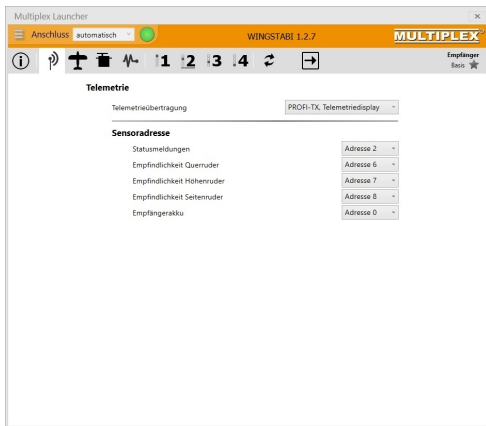 Multiplex Launcher
Anschluss automatisch WINGSTABI 1.2.7 MULTIPLEX
1 2 3 4 Empfänger
Basis
Telemetrie
Telemetrieübertragung PROFI-TX, Telemetriedisplay
Sensoradresse
Statusmeldungen Adresse 2
Empfindlichkeit Querruder Adresse 6
Empfindlichkeit Höhenruder Adresse 7
Empfindlichkeit Seitenruder Adresse 8
Empfängerakku Adresse 0